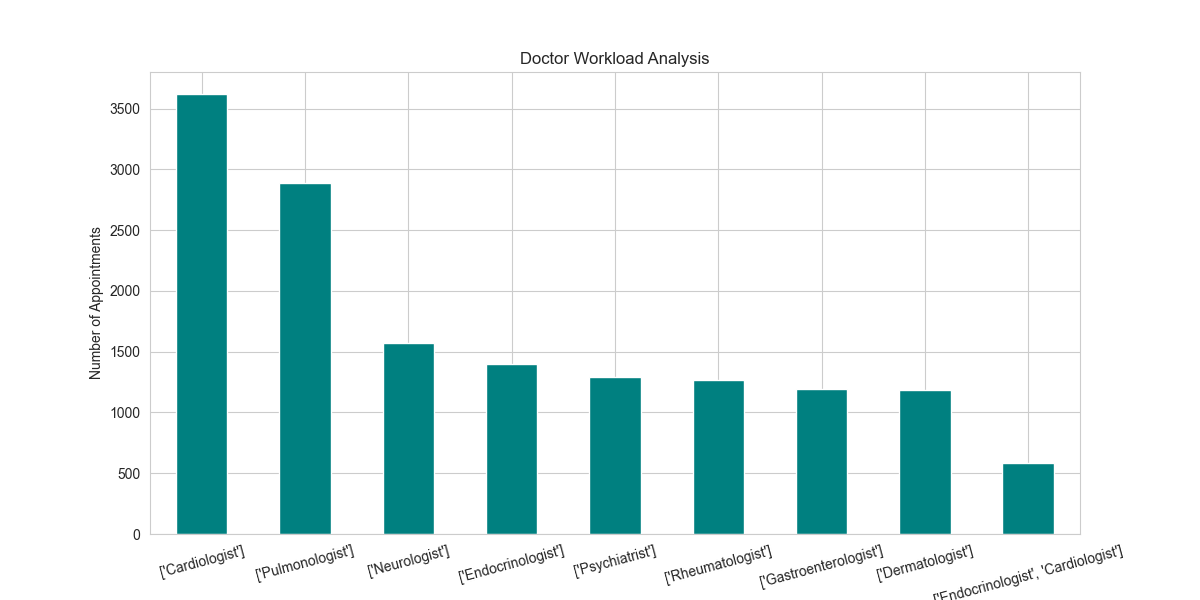 Doctor Workload Analysis
Number of Appointments
3500
3000
2500
2000
1500
1000
500
0
['Cardiologist']
['Pulmonologist']
['Neurologist']
['Endocrinologist']
['Psychiatrist']
['Rheumatologist']
['Gastroenterologist']
['Dermatologist']
['Endocrinologist', 'Cardiologist']